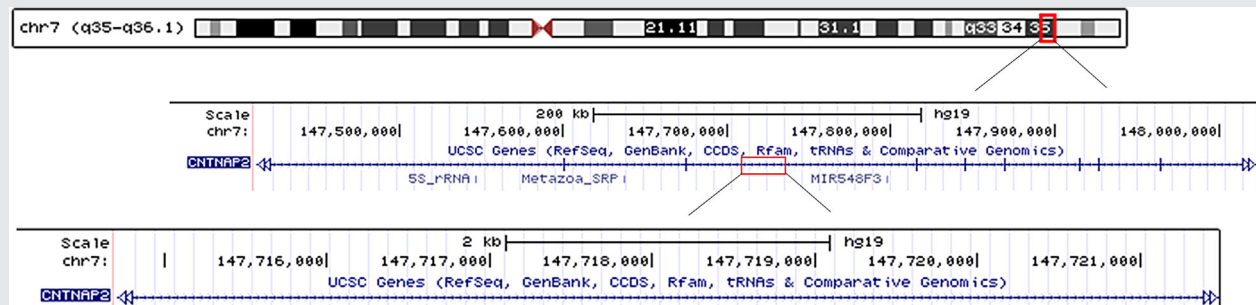 chr7 (q35-q36.1) 21.11 31.1 q33 34 35
Scale 200 kb hg19
chr7: 147,500,000| 147,600,000| 147,700,000| 147,800,000| 147,900,000| 148,000,000|
UCSC Genes (RefSeq, GenBank, CCDS, Rfam, tRNAs & Comparative Genomics)
CNTNAP2
5S_rRNA Metazoa_SRP MIR548F3
Scale 2 kb hg19
chr7: | 147,716,000| 147,717,000| 147,718,000| 147,719,000| 147,720,000| 147,721,000|
UCSC Genes (RefSeq, GenBank, CCDS, Rfam, tRNAs & Comparative Genomics)
CNTNAP2